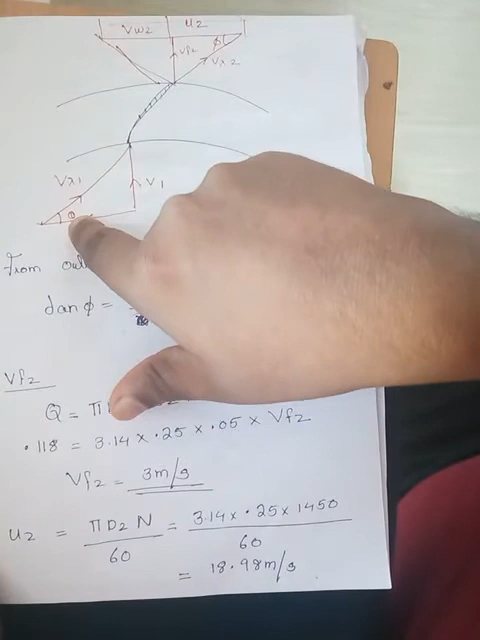 Vw2 u2
Vf2 φ
Vr2
Vr1 θ V1
From
tan φ =
Vf2
Q = π
.118 = 3.14 x .25 x .05 x Vf2
Vf2 = 3m/s
u2 = πD2N / 60 = 3.14 x .25 x 1450 / 60
= 18.98m/s